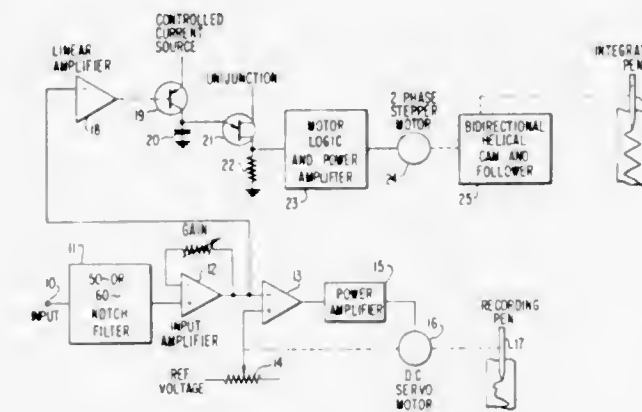 CONTROLLED
CURRENT
SOURCE
LINEAR
AMPLIFIER
18
19
20
UNIJUNCTION
21
22
MOTOR
LOGIC
AND POWER
AMPLIFIER
23
2 PHASE
STEPPER
MOTOR
24
BIDIRECTIONAL
HELICAL
CAM AND
FOLLOWER
25
PEN
10
INPUT
11
50~ OR
60~
NOTCH
FILTER
GAIN
12
INPUT
AMPLIFIER
13
14
REF
VOLTAGE
15
POWER
AMPLIFIER
16
D.C.
SERVO
MOTOR
RECORDING
PEN
17